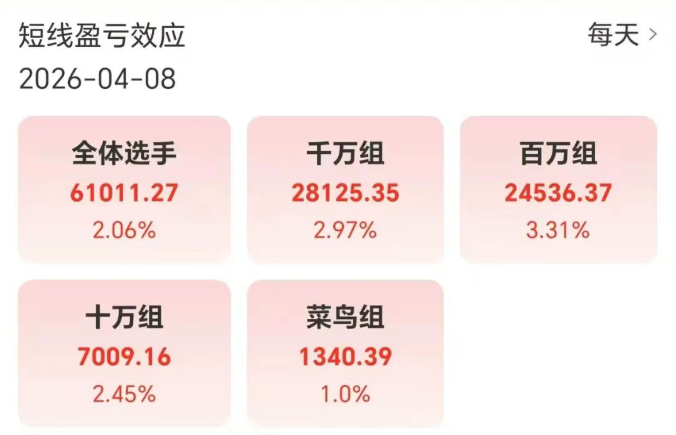 短线盈亏效应
每天 >
2026-04-08
全体选手
61011.27
2.06%
千万组
28125.35
2.97%
百万组
24536.37
3.31%
十万组
7009.16
2.45%
菜鸟组
1340.39
1.0%